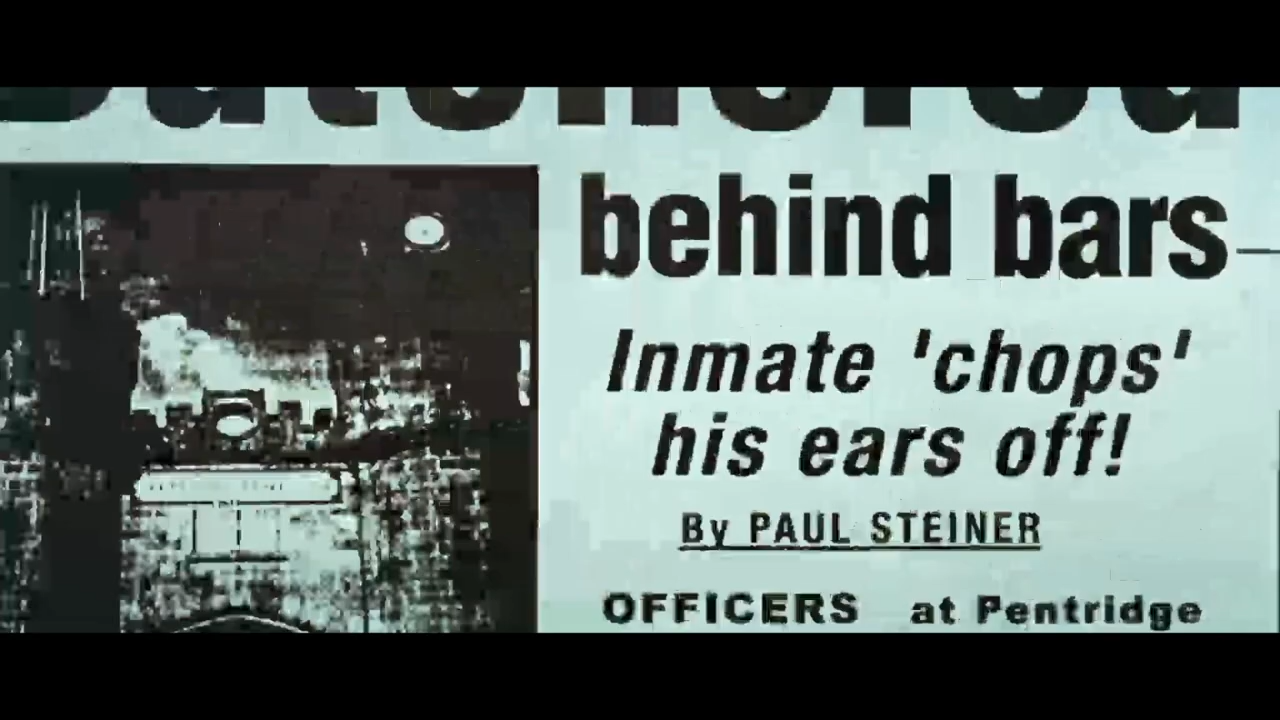 behind bars
Inmate 'chops'
his ears off!
By PAUL STEINER
OFFICERS at Pentridge